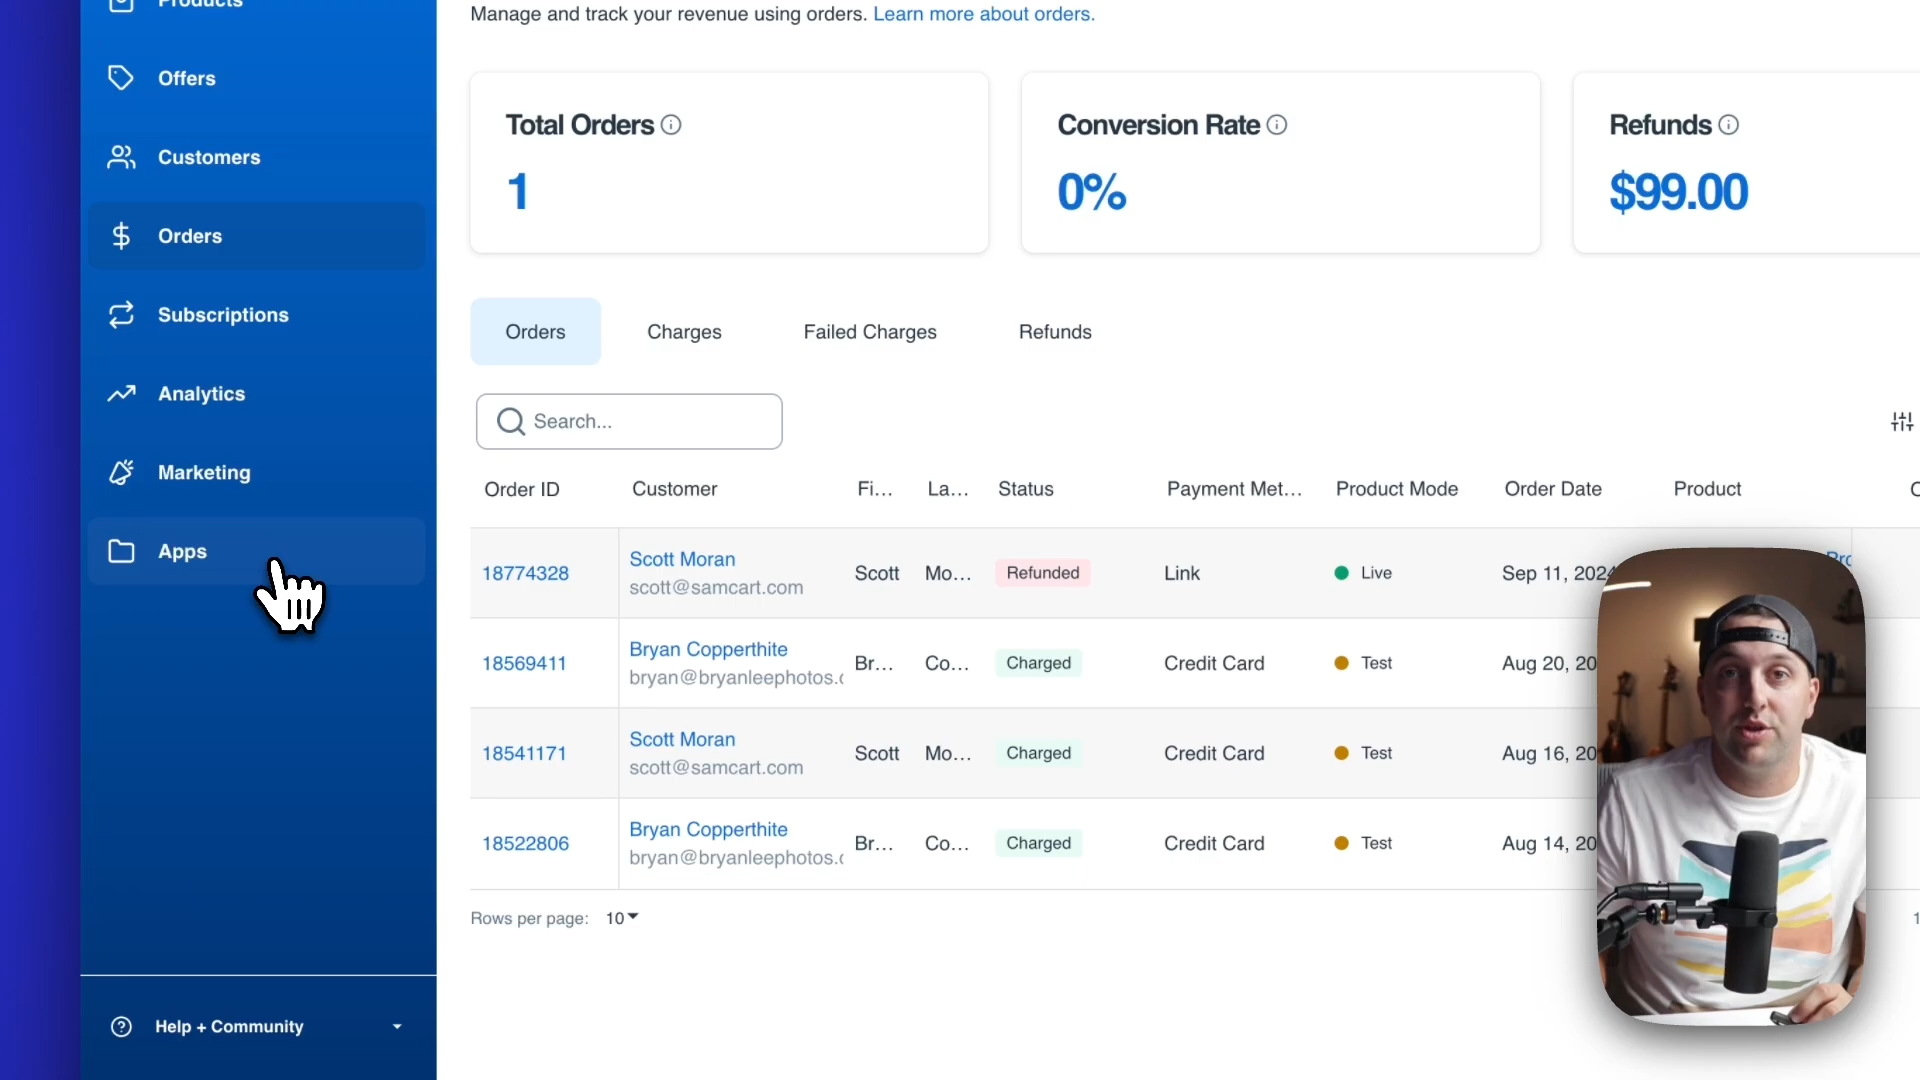 Products
Manage and track your revenue using orders. Learn more about orders.
Offers
Customers
Orders
Subscriptions
Analytics
Marketing
Apps
Help + Community
Total Orders
1
Conversion Rate
0%
Refunds
$99.00
Orders Charges Failed Charges Refunds
Search...
Order ID Customer Fi... La... Status Payment Met... Product Mode Order Date Product
18774328 Scott Moran scott@samcart.com Scott Mo... Refunded Link Live Sep 11, 2024
18569411 Bryan Copperthite bryan@bryanleephotos.c Br... Co... Charged Credit Card Test Aug 20, 20
18541171 Scott Moran scott@samcart.com Scott Mo... Charged Credit Card Test Aug 16, 20
18522806 Bryan Copperthite bryan@bryanleephotos.c Br... Co... Charged Credit Card Test Aug 14, 20
Rows per page: 10